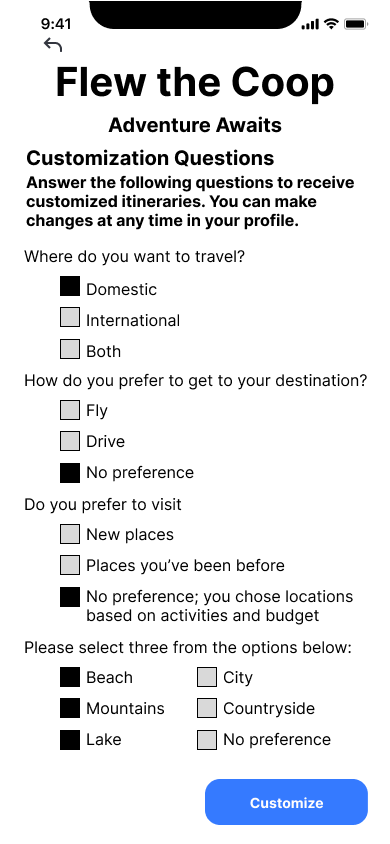 9:41
Flew the Coop
Adventure Awaits
Customization Questions
Answer the following questions to receive
customized itineraries. You can make
changes at any time in your profile.
Where do you want to travel?
Domestic
International
Both
How do you prefer to get to your destination?
Fly
Drive
No preference
Do you prefer to visit
New places
Places you’ve been before
No preference; you chose locations
based on activities and budget
Please select three from the options below:
Beach City
Mountains Countryside
Lake No preference
Customize